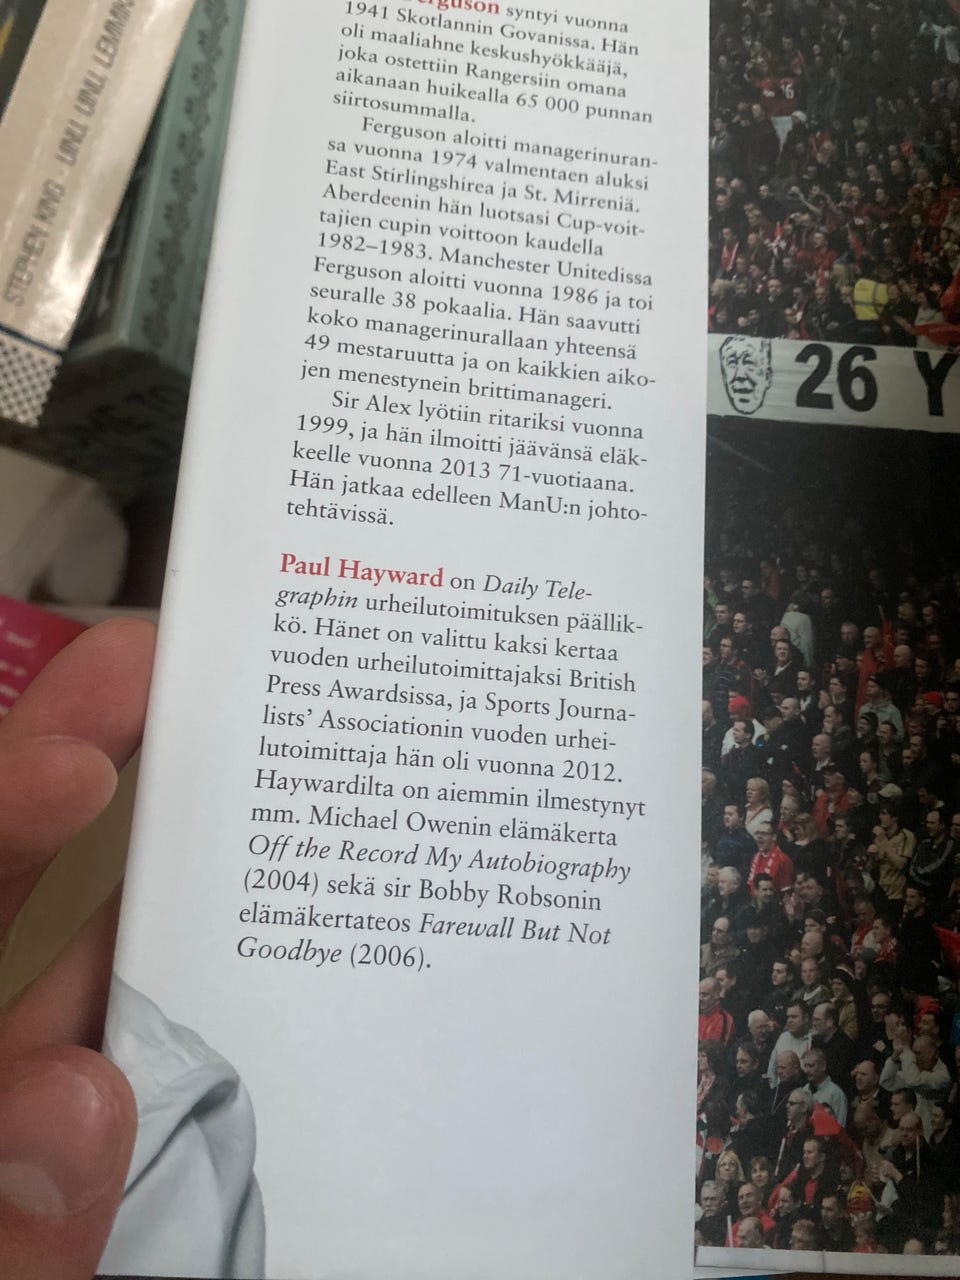 Ferguson syntyi vuonna
1941 Skotlannin Govanissa. Hän
oli maaliahne keskushyökkääjä,
joka ostettiin Rangersiin omana
aikanaan huikealla 65 000 punnan
siirtosummalla.
Ferguson aloitti managerinuran-
sa vuonna 1974 valmentaen aluksi
East Stirlingshirea ja St. Mirreniä.
Aberdeenin hän luotsasi Cup-voit-
tajien cupin voittoon kaudella
1982–1983. Manchester Unitedissa
Ferguson aloitti vuonna 1986 ja toi
seuralle 38 pokaalia. Hän saavutti
koko managerinurallaan yhteensä
49 mestaruutta ja on kaikkien aiko-
jen menestynein brittimanageri.
Sir Alex lyötiin ritariksi vuonna
1999, ja hän ilmoitti jäävänsä eläk-
keelle vuonna 2013 71-vuotiaana.
Hän jatkaa edelleen ManU:n johto-
tehtävissä.
Paul Hayward on Daily Tele-
graphin urheilutoimituksen päällik-
kö. Hänet on valittu kaksi kertaa
vuoden urheilutoimittajaksi British
Press Awardsissa, ja Sports Journa-
lists' Associationin vuoden urhei-
lutoimittaja hän oli vuonna 2012.
Haywardilta on aiemmin ilmestynyt
mm. Michael Owenin elämäkerta
Off the Record My Autobiography
(2004) sekä sir Bobby Robsonin
elämäkertateos Farewall But Not
Goodbye (2006).
26 Y
STEPHEN KING · UINU, UINU, LEMMIK